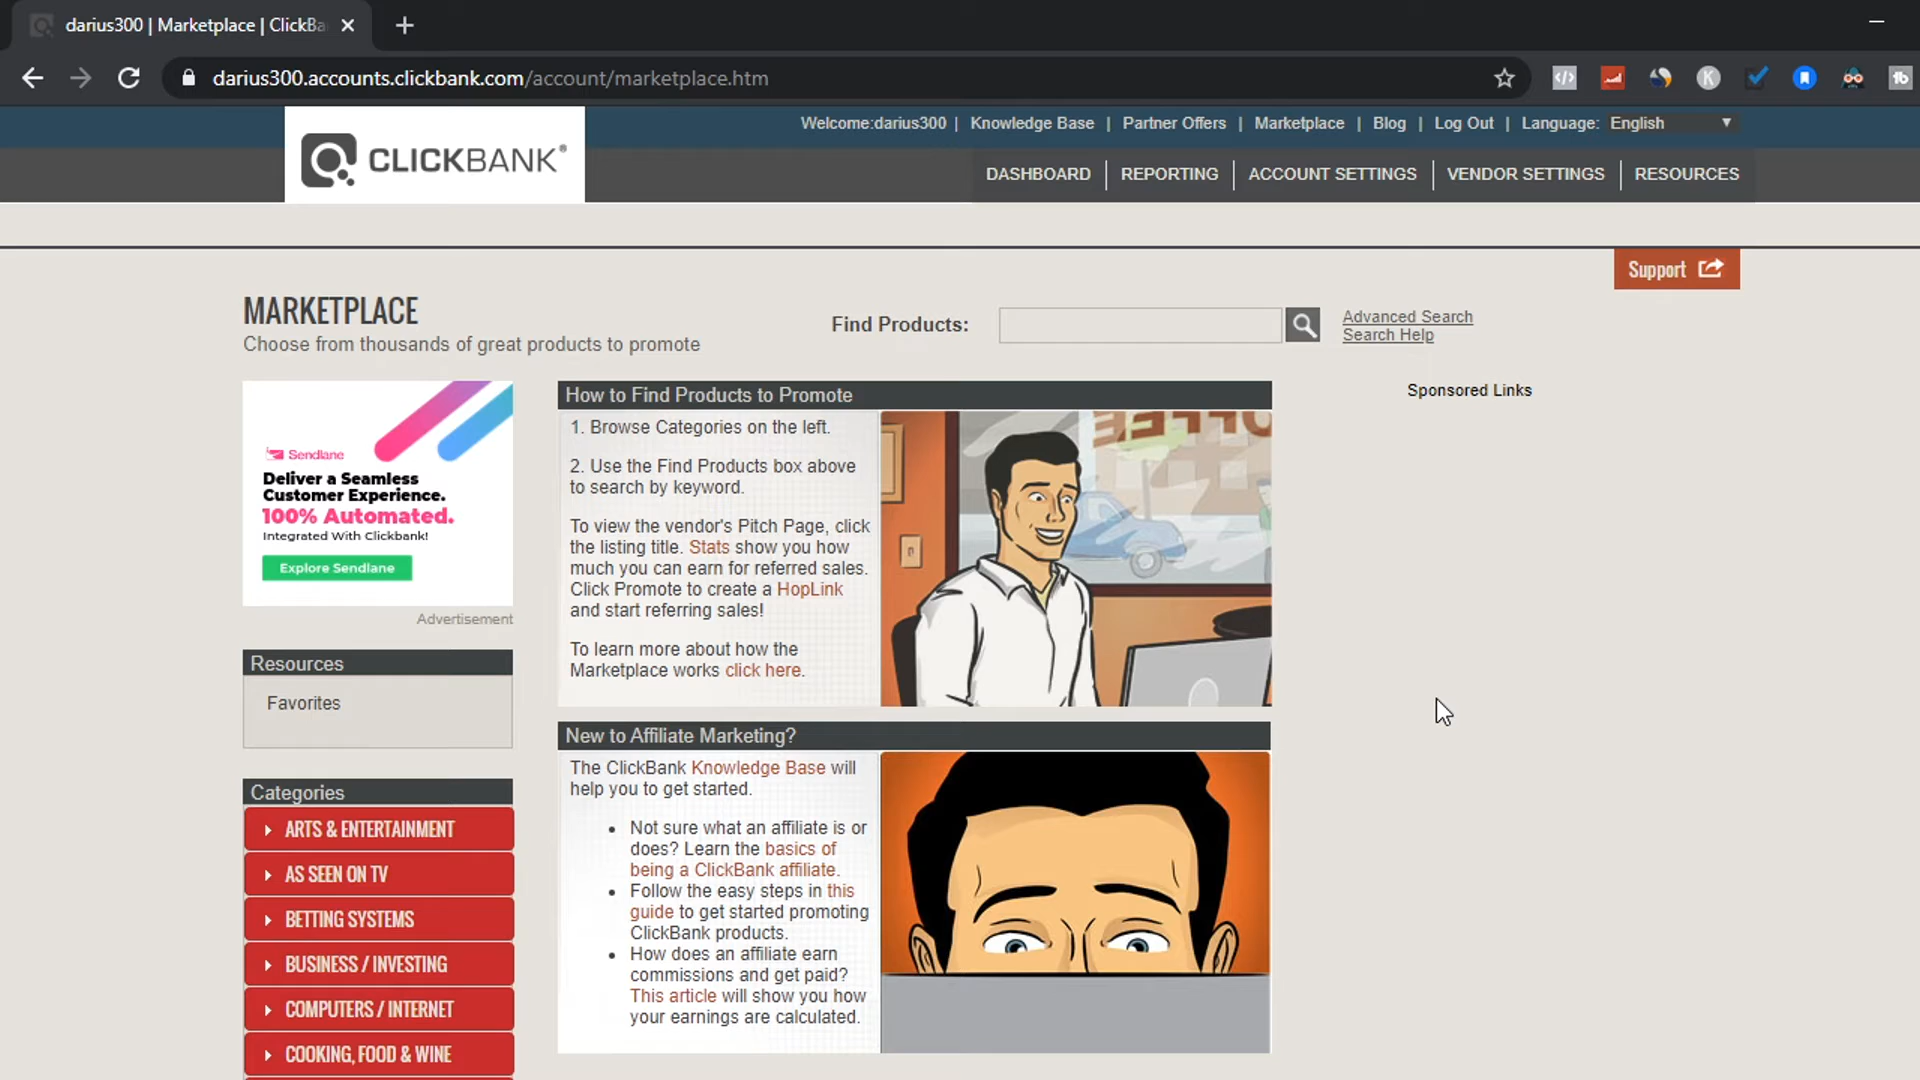 darius300 | Marketplace | ClickBa
darius300.accounts.clickbank.com/account/marketplace.htm
Welcome:darius300 | Knowledge Base | Partner Offers | Marketplace | Blog | Log Out | Language: English
CLICKBANK®
DASHBOARD
REPORTING
ACCOUNT SETTINGS
VENDOR SETTINGS
RESOURCES
Support
MARKETPLACE
Choose from thousands of great products to promote
Find Products:
Advanced Search
Search Help
Sendlane
Deliver a Seamless
Customer Experience.
100% Automated.
Integrated With Clickbank!
Explore Sendlane
Advertisement
Resources
Favorites
Categories
ARTS & ENTERTAINMENT
AS SEEN ON TV
BETTING SYSTEMS
BUSINESS / INVESTING
COMPUTERS / INTERNET
COOKING, FOOD & WINE
How to Find Products to Promote
1. Browse Categories on the left.
2. Use the Find Products box above
to search by keyword.
To view the vendor's Pitch Page, click
the listing title. Stats show you how
much you can earn for referred sales.
Click Promote to create a HopLink
and start referring sales!
To learn more about how the
Marketplace works click here.
New to Affiliate Marketing?
The ClickBank Knowledge Base will
help you to get started.
• Not sure what an affiliate is or
does? Learn the basics of
being a ClickBank affiliate.
• Follow the easy steps in this
guide to get started promoting
ClickBank products.
• How does an affiliate earn
commissions and get paid?
This article will show you how
your earnings are calculated.
Sponsored Links